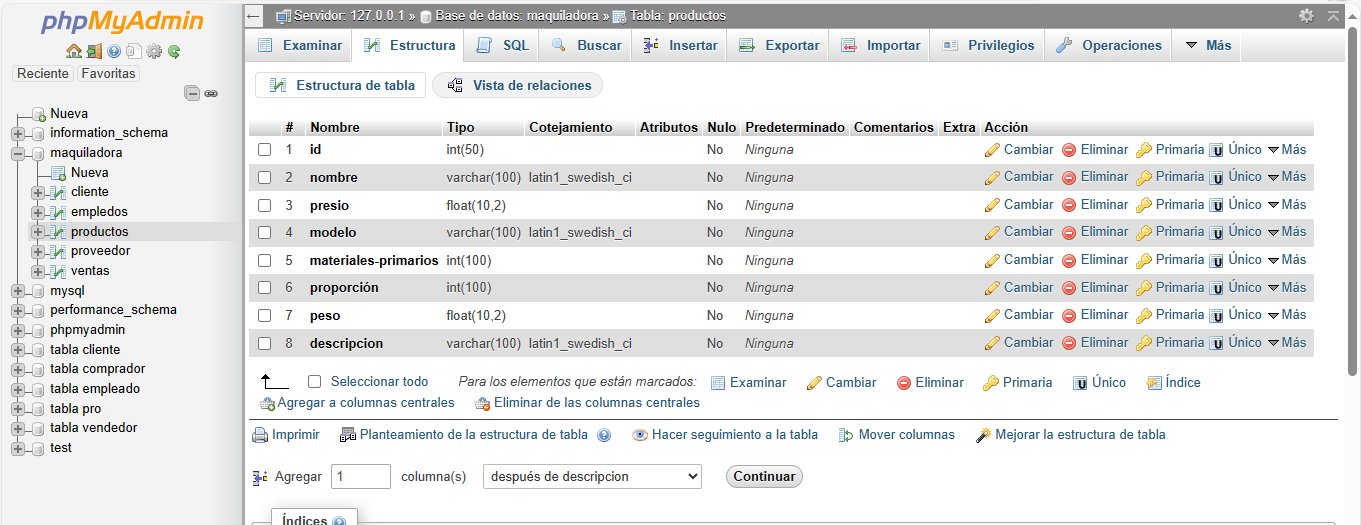 phpMyAdmin
Reciente Favoritas
Nueva
information_schema
maquiladora
Nueva
cliente
empledos
productos
proveedor
ventas
mysql
performance_schema
phpmyadmin
tabla cliente
tabla comprador
tabla empleado
tabla pro
tabla vendedor
test
Servidor: 127.0.0.1 » Base de datos: maquiladora » Tabla: productos
Examinar Estructura SQL Buscar Insertar Exportar Importar Privilegios Operaciones Más
Estructura de tabla Vista de relaciones
# Nombre Tipo Cotejamiento Atributos Nulo Predeterminado Comentarios Extra Acción
1 id int(50) No Ninguna Cambiar Eliminar Primaria Único Más
2 nombre varchar(100) latin1_swedish_ci No Ninguna Cambiar Eliminar Primaria Único Más
3 presio float(10,2) No Ninguna Cambiar Eliminar Primaria Único Más
4 modelo varchar(100) latin1_swedish_ci No Ninguna Cambiar Eliminar Primaria Único Más
5 materiales-primarios int(100) No Ninguna Cambiar Eliminar Primaria Único Más
6 proporción int(100) No Ninguna Cambiar Eliminar Primaria Único Más
7 peso float(10,2) No Ninguna Cambiar Eliminar Primaria Único Más
8 descripcion varchar(100) latin1_swedish_ci No Ninguna Cambiar Eliminar Primaria Único Más
Seleccionar todo Para los elementos que están marcados: Examinar Cambiar Eliminar Primaria Único Índice
Agregar a columnas centrales Eliminar de las columnas centrales
Imprimir Planteamiento de la estructura de tabla Hacer seguimiento a la tabla Mover columnas Mejorar la estructura de tabla
Agregar 1 columna(s) después de descripcion Continuar
Índices